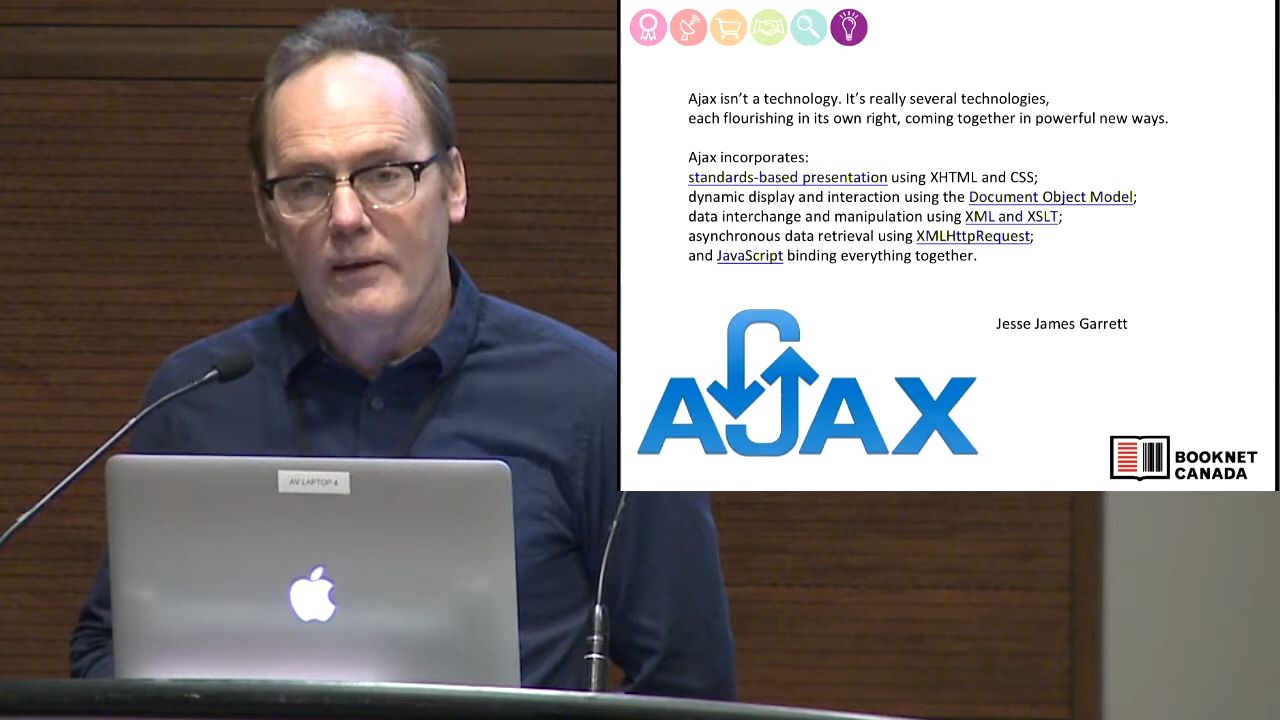 Ajax isn't a technology. It's really several technologies,
each flourishing in its own right, coming together in powerful new ways.
Ajax incorporates:
standards-based presentation using XHTML and CSS;
dynamic display and interaction using the Document Object Model;
data interchange and manipulation using XML and XSLT;
asynchronous data retrieval using XMLHttpRequest;
and JavaScript binding everything together.
Jesse James Garrett
AJAX
BOOKNET
CANADA
AV LAPTOP 4